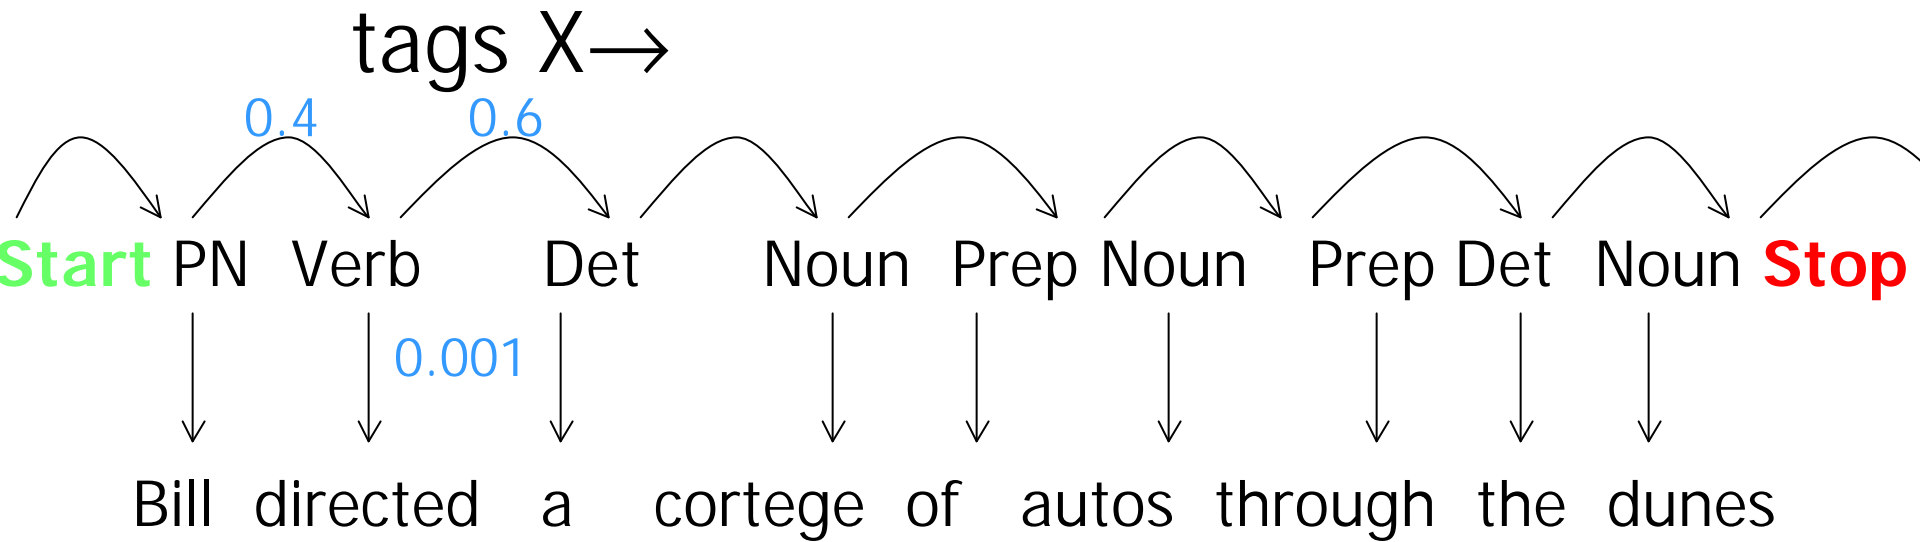 tags X→
0.4 0.6
Start PN Verb Det Noun Prep Noun Prep Det Noun Stop
0.001
Bill directed a cortege of autos through the dunes